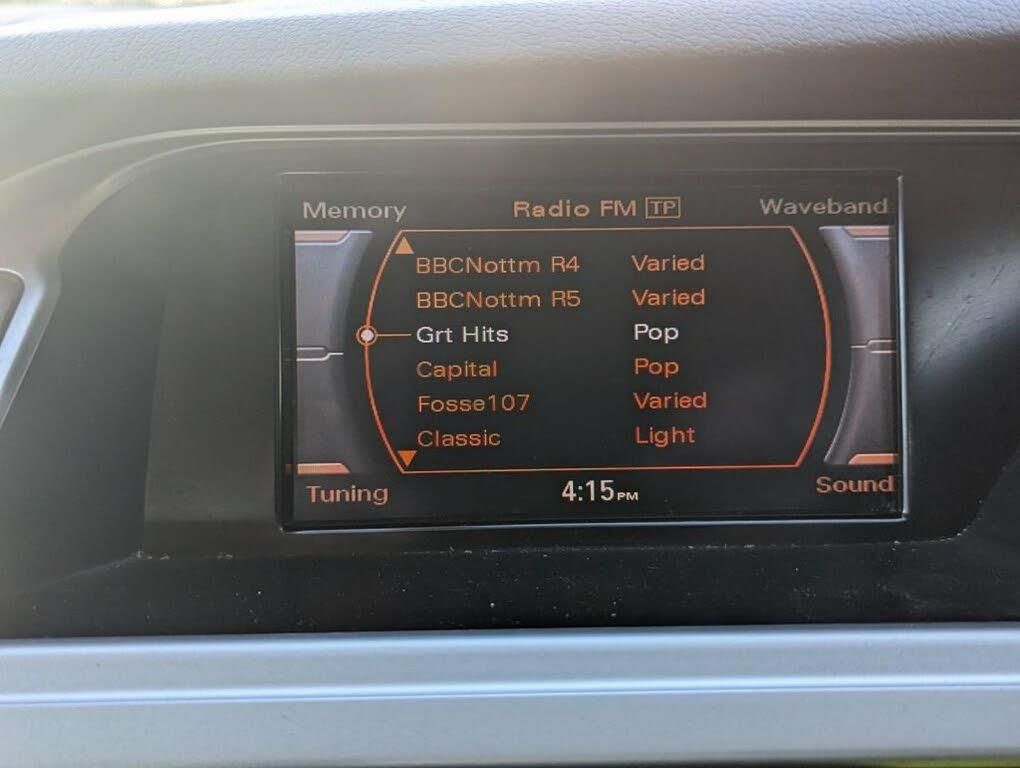 Memory Radio FM TP Waveband
BBCNottm R4 Varied
BBCNottm R5 Varied
Grt Hits Pop
Capital Pop
Fosse107 Varied
Classic Light
Tuning 4:15PM Sound